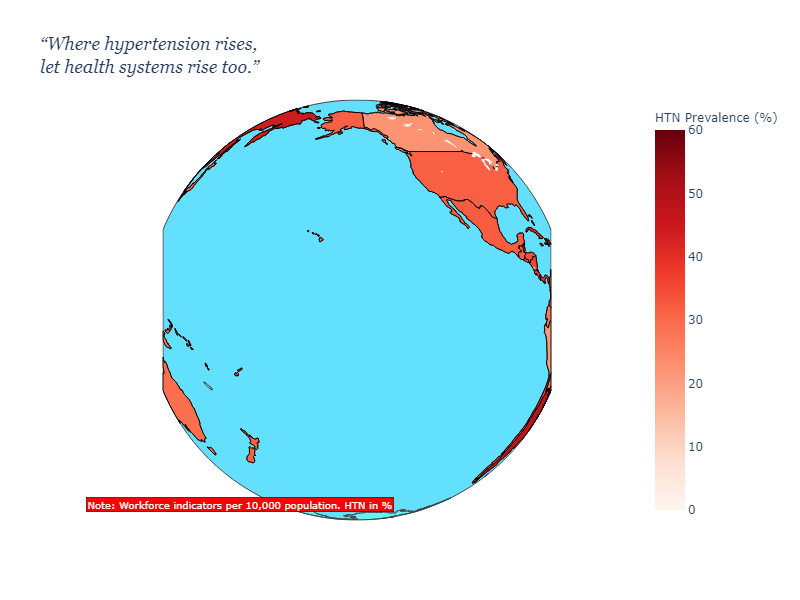 “Where hypertension rises,
let health systems rise too.”
HTN Prevalence (%)
60
50
40
30
20
10
0
Note: Workforce indicators per 10,000 population. HTN in %